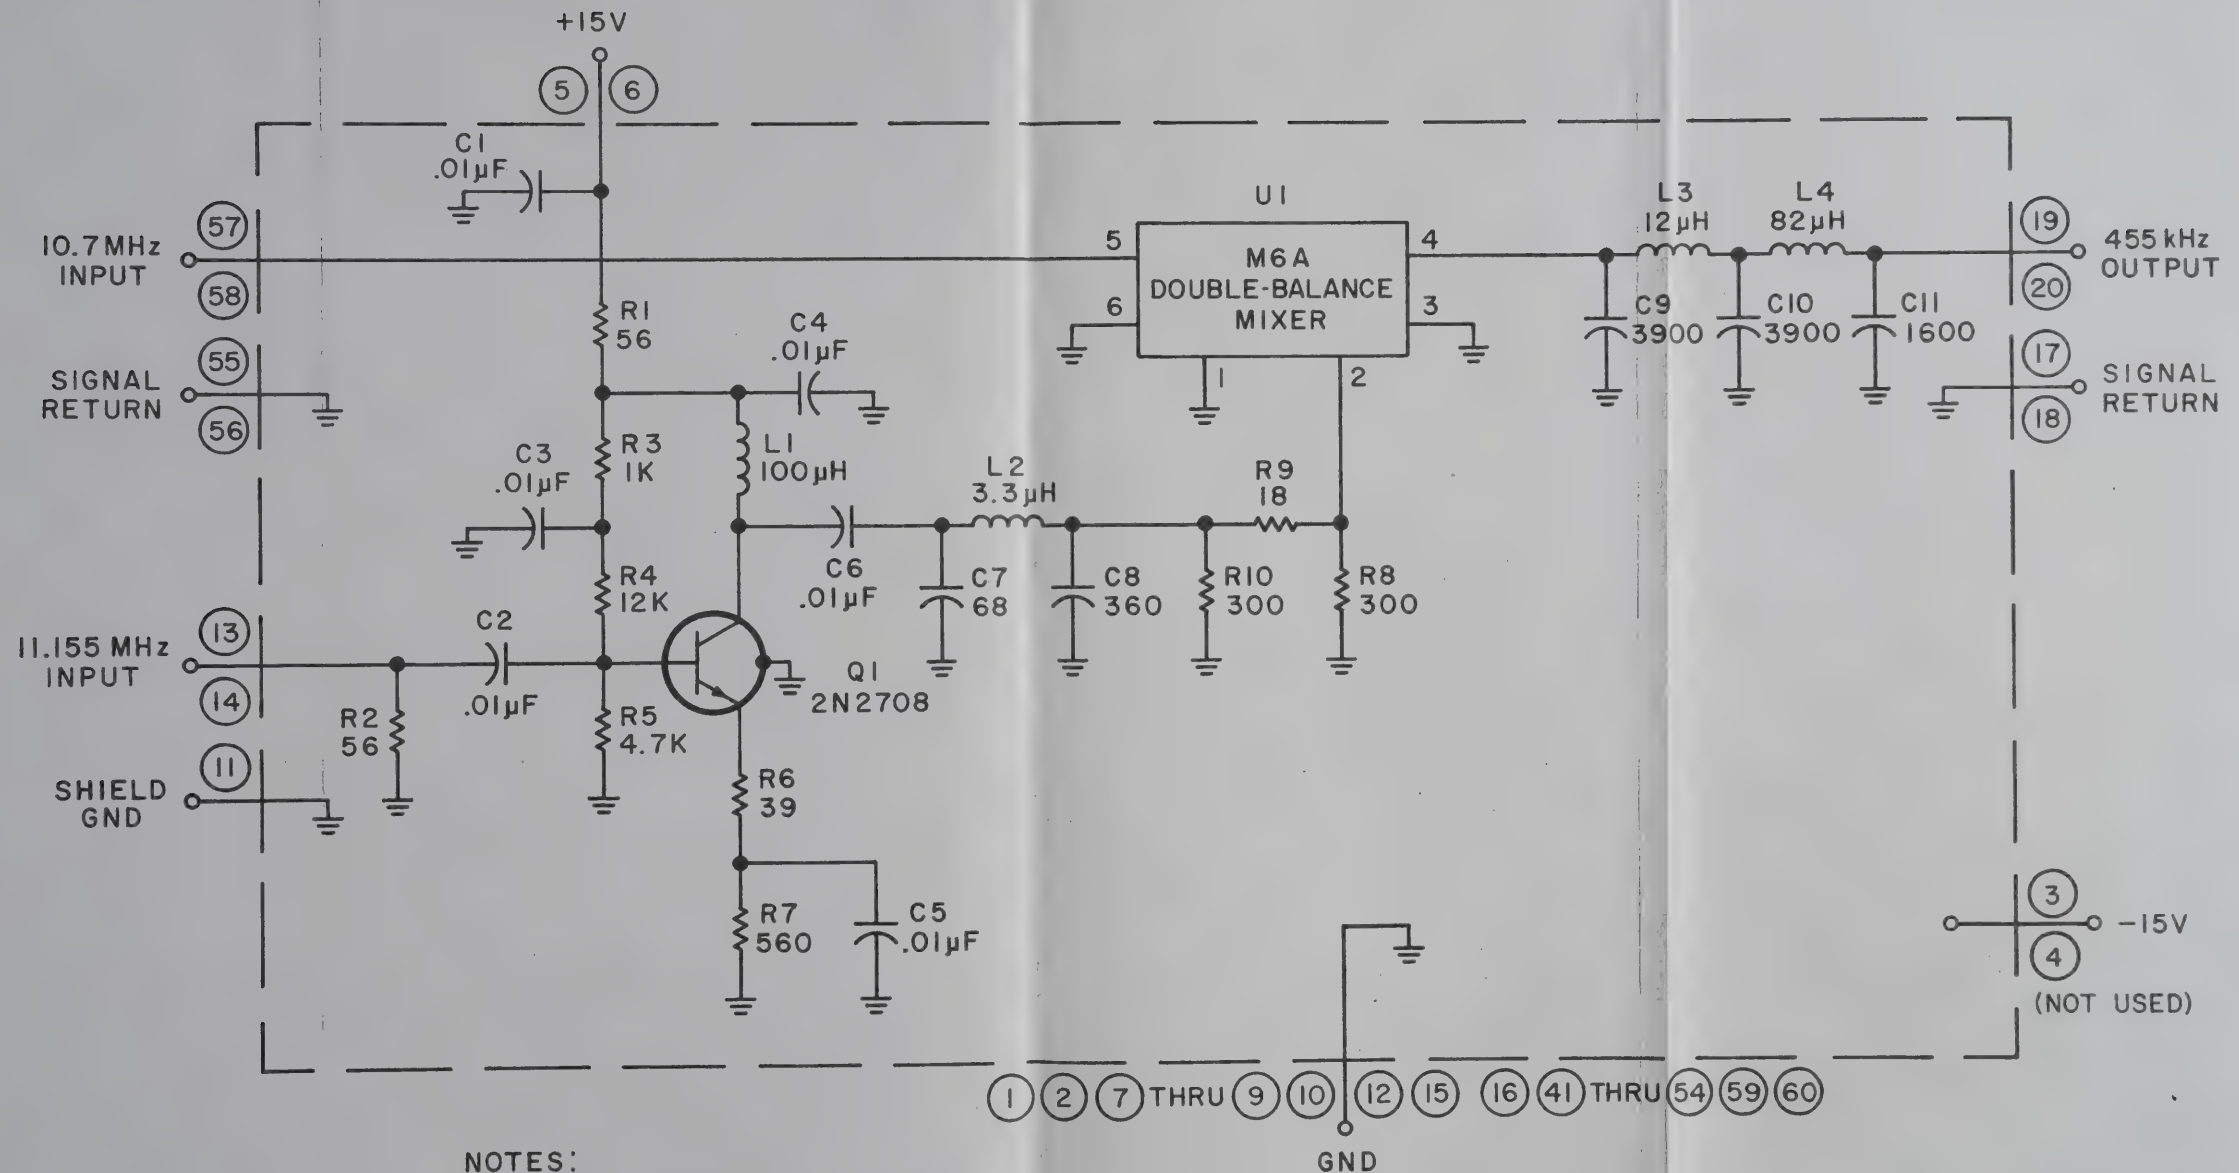 +15V
5 6
C1
.01µF
57
10.7MHz
INPUT
58
55
SIGNAL
RETURN
56
R1
56
C4
.01µF
C3
.01µF
R3
1K
L1
100µH
R4
12K
C6
.01µF
L2
3.3µH
C7
68
C8
360
R9
18
R10
300
R8
300
U1
M6A
DOUBLE-BALANCE
MIXER
5
6
4
3
1
2
L3
12µH
L4
82µH
C9
3900
C10
3900
C11
1600
19
455kHz
OUTPUT
20
17
SIGNAL
RETURN
18
13
11.155 MHz
INPUT
14
11
SHIELD
GND
R2
56
C2
.01µF
R5
4.7K
Q1
2N2708
R6
39
R7
560
C5
.01µF
3
-15V
4
(NOT USED)
1 2 7 THRU 9 10 12 15 16 41 THRU 54 59 60
GND
NOTES: